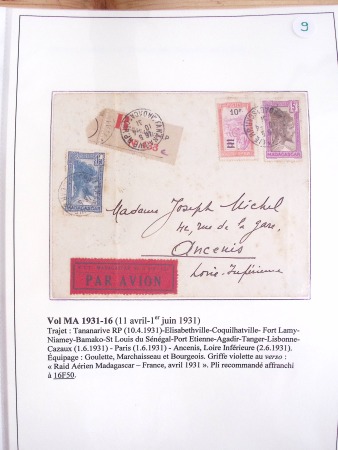 9
10F
5F
MADAGASCAR
MADAGASCAR
Madame Joseph Michel
42, rue de la gare,
Ancenis
Loire-Inférieure
PAR AVION
Vol MA 1931-16 (11 avril-1er juin 1931)
Trajet : Tananarive RP (10.4.1931)-Elisabethville-Coquilhatville- Fort Lamy-
Niamey-Bamako-St Louis du Sénégal-Port Etienne-Agadir-Tanger-Lisbonne-
Cazaux (1.6.1931) - Paris (1.6.1931) - Ancenis, Loire Inférieure (2.6.1931).
Équipage : Goulette, Marchaisseau et Bourgeois. Griffe violette au verso :
« Raid Aérien Madagascar – France, avril 1931 ». Pli recommandé affranchi
à 16F50.